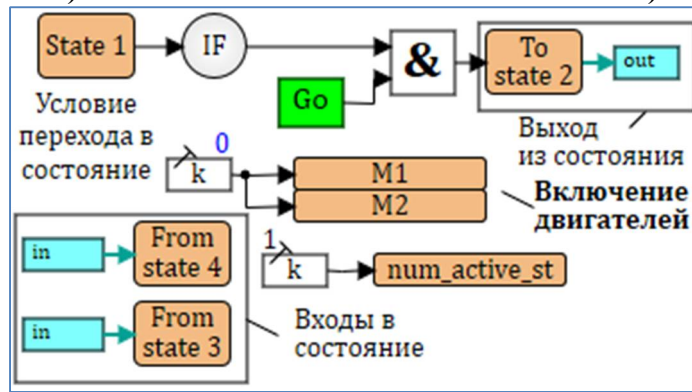 State 1
IF
&
To
state 2
out
Go
Условие
перехода в
состояние
Выход
из состояния
0
k
M1
M2
Включение
двигателей
in
From
state 4
1
k
num_active_st
in
From
state 3
Входы в
состояние